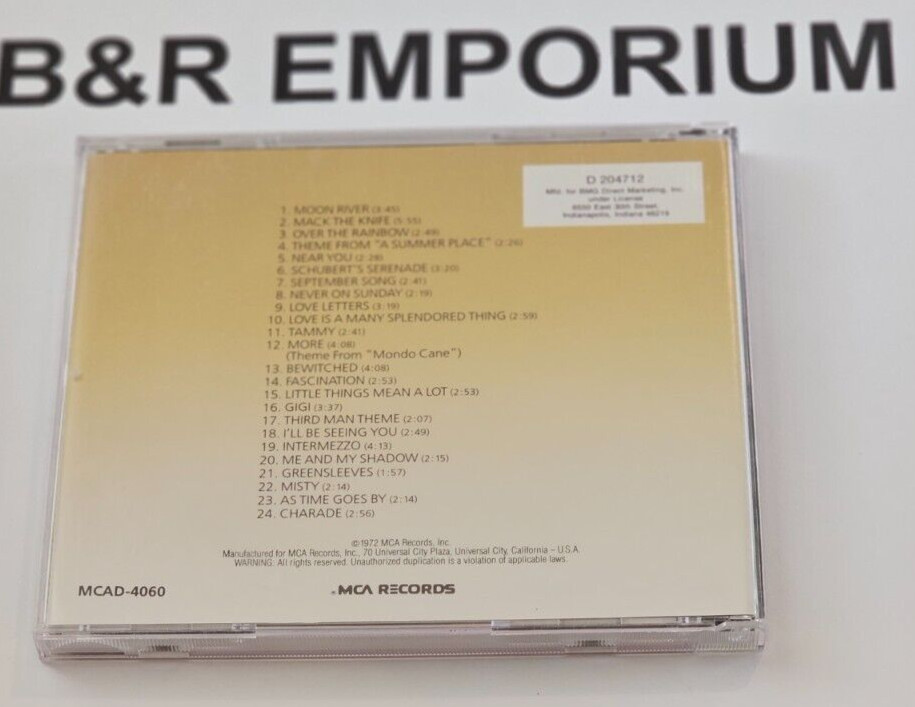 B&R EMPORIUM
D 204712
Mfd. for BMG Direct Marketing, Inc.
under License
6550 East 30th Street,
Indianapolis, Indiana 46219
1. MOON RIVER (3:45)
2. MACK THE KNIFE (5:55)
3. OVER THE RAINBOW (2:49)
4. THEME FROM "A SUMMER PLACE" (2:26)
5. NEAR YOU (2:28)
6. SCHUBERT'S SERENADE (3:20)
7. SEPTEMBER SONG (2:41)
8. NEVER ON SUNDAY (2:19)
9. LOVE LETTERS (3:19)
10. LOVE IS A MANY SPLENDORED THING (2:59)
11. TAMMY (2:41)
12. MORE (4:08)
(Theme From "Mondo Cane")
13. BEWITCHED (4:08)
14. FASCINATION (2:53)
15. LITTLE THINGS MEAN A LOT (2:53)
16. GIGI (3:37)
17. THIRD MAN THEME (2:07)
18. I'LL BE SEEING YOU (2:49)
19. INTERMEZZO (4:13)
20. ME AND MY SHADOW (2:15)
21. GREENSLEEVES (1:57)
22. MISTY (2:14)
23. AS TIME GOES BY (2:14)
24. CHARADE (2:56)
©1972 MCA Records, Inc.
Manufactured for MCA Records, Inc., 70 Universal City Plaza, Universal City, California – U.S.A.
WARNING: All rights reserved. Unauthorized duplication is a violation of applicable laws.
MCAD-4060
MCA RECORDS